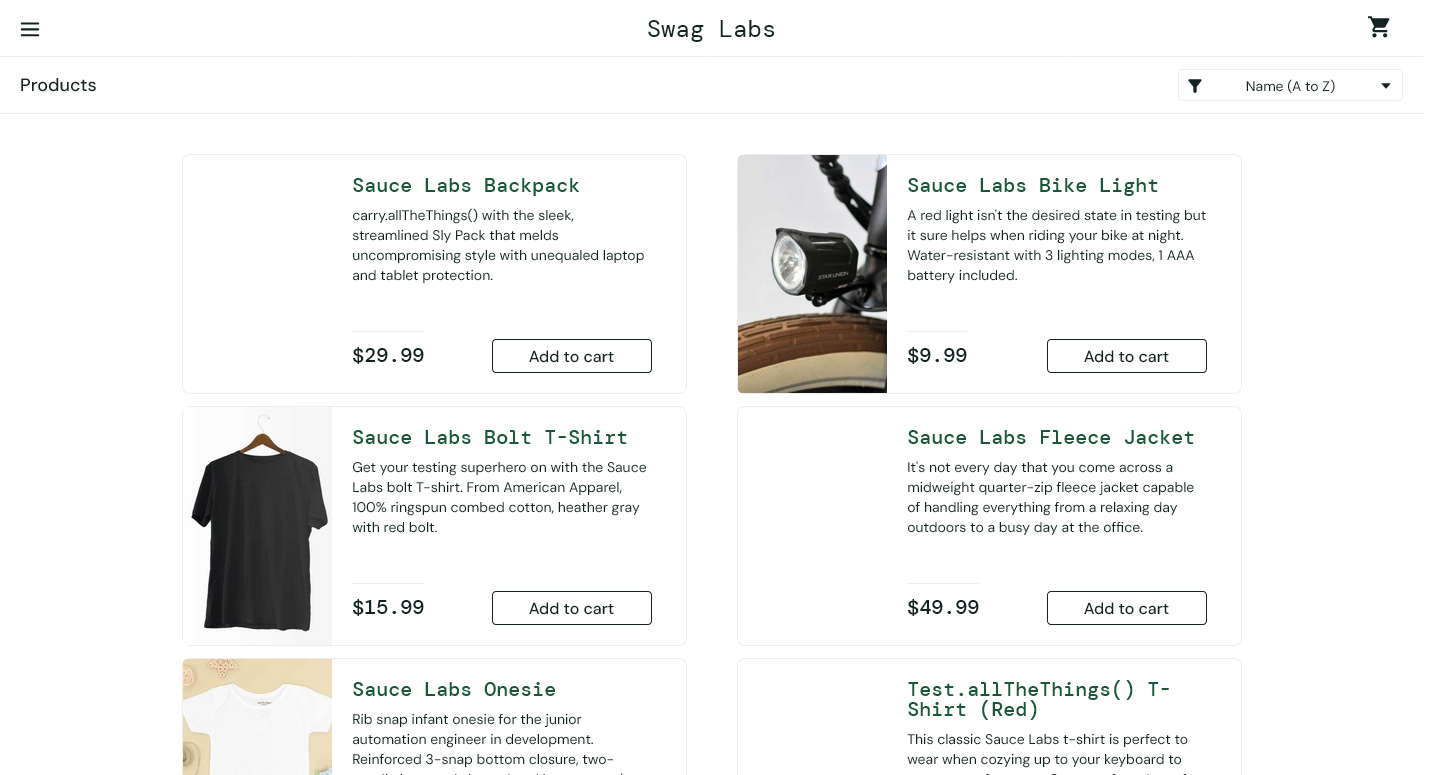 Swag Labs
Products
Name (A to Z)
Sauce Labs Backpack
carry.allTheThings() with the sleek,
streamlined Sly Pack that melds
uncompromising style with unequaled laptop
and tablet protection.
$29.99
Add to cart
Sauce Labs Bike Light
A red light isn't the desired state in testing but
it sure helps when riding your bike at night.
Water-resistant with 3 lighting modes, 1 AAA
battery included.
$9.99
Add to cart
STAR UNION
Sauce Labs Bolt T-Shirt
Get your testing superhero on with the Sauce
Labs bolt T-shirt. From American Apparel,
100% ringspun combed cotton, heather gray
with red bolt.
$15.99
Add to cart
Sauce Labs Fleece Jacket
It's not every day that you come across a
midweight quarter-zip fleece jacket capable
of handling everything from a relaxing day
outdoors to a busy day at the office.
$49.99
Add to cart
Sauce Labs Onesie
Rib snap infant onesie for the junior
automation engineer in development.
Reinforced 3-snap bottom closure, two-
Test.allTheThings() T-
Shirt (Red)
This classic Sauce Labs t-shirt is perfect to
wear when cozying up to your keyboard to